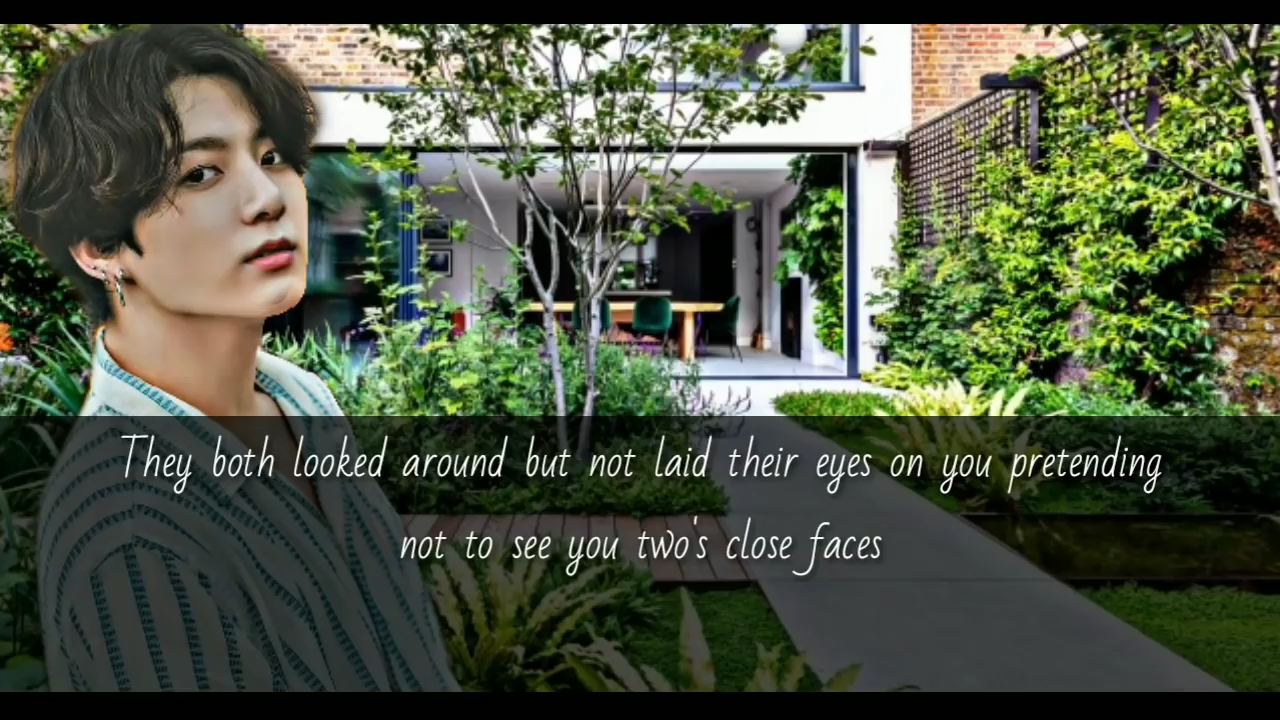 They both looked around but not laid their eyes on you pretending
not to see you two's close faces